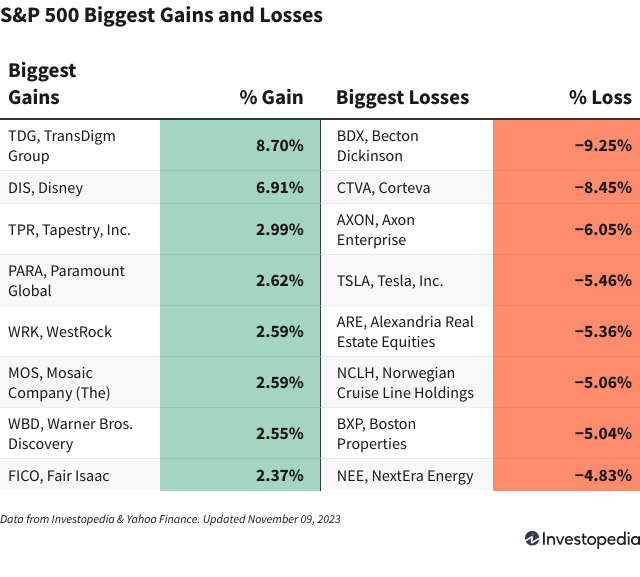 S&P 500 Biggest Gains and Losses
Biggest
Gains
% Gain
Biggest Losses
% Loss
TDG, TransDigm
Group
8.70%
BDX, Becton
Dickinson
−9.25%
DIS, Disney
6.91%
CTVA, Corteva
−8.45%
TPR, Tapestry, Inc.
2.99%
AXON, Axon
Enterprise
−6.05%
PARA, Paramount
Global
2.62%
TSLA, Tesla, Inc.
−5.46%
WRK, WestRock
2.59%
ARE, Alexandria Real
Estate Equities
−5.36%
MOS, Mosaic
Company (The)
2.59%
NCLH, Norwegian
Cruise Line Holdings
−5.06%
WBD, Warner Bros.
Discovery
2.55%
BXP, Boston
Properties
−5.04%
FICO, Fair Isaac
2.37%
NEE, NextEra Energy
−4.83%
Data from Investopedia & Yahoo Finance. Updated November 09, 2023
Investopedia